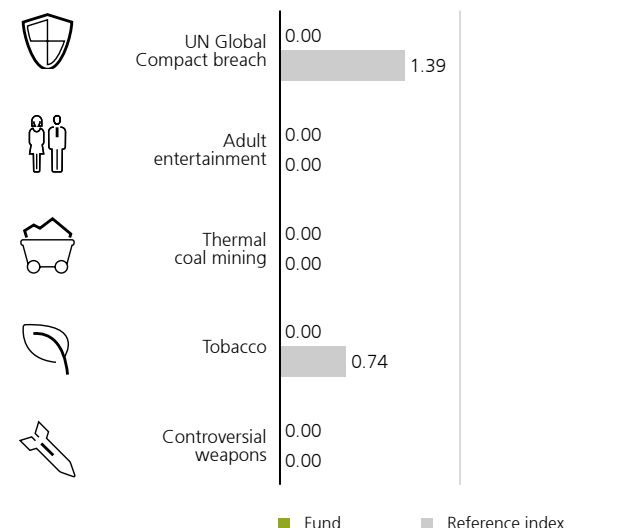 UN Global
Compact breach
0.00
1.39
Adult
entertainment
0.00
0.00
Thermal
coal mining
0.00
0.00
Tobacco
0.00
0.74
Controversial
weapons
0.00
0.00
Fund
Reference index